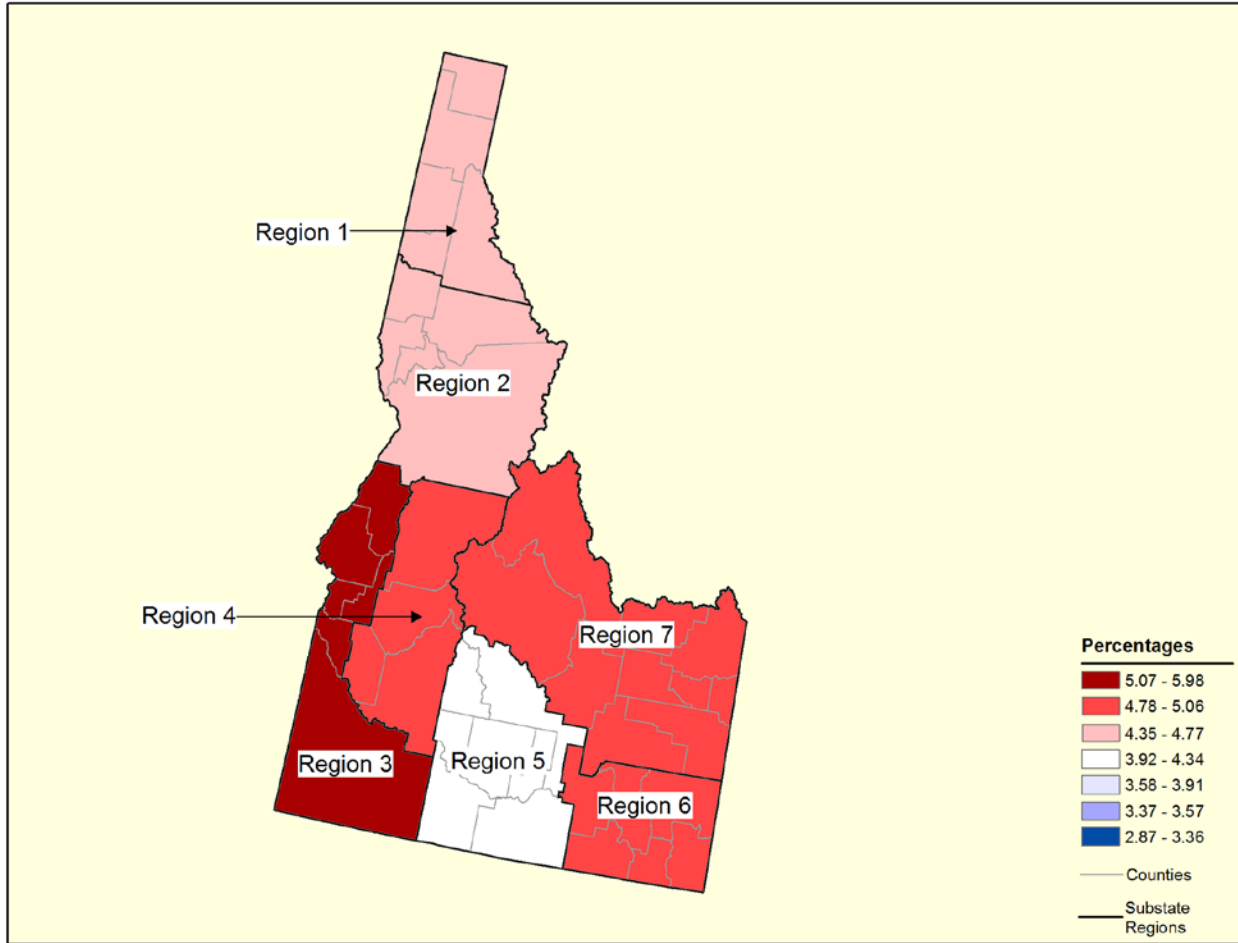 Region 1
Region 2
Region 4
Region 7
Region 3
Region 5
Region 6
Percentages
5.07 - 5.98
4.78 - 5.06
4.35 - 4.77
3.92 - 4.34
3.58 - 3.91
3.37 - 3.57
2.87 - 3.36
Counties
Substate
Regions